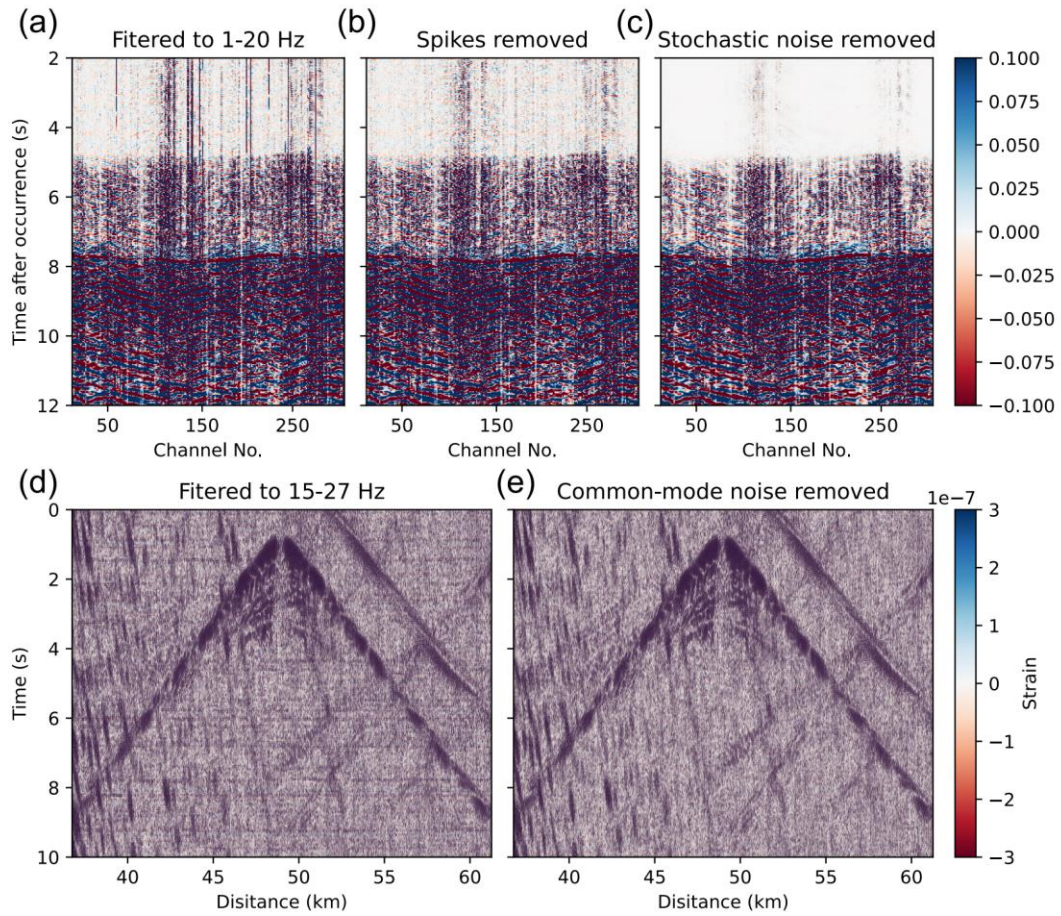 (a)
Fitered to 1-20 Hz
(b)
Spikes removed
(c)
Stochastic noise removed
2
4
6
8
10
12
Time after occurrence (s)
50
150
250
Channel No.
50
150
250
Channel No.
50
150
250
Channel No.
0.100
0.075
0.050
0.025
0.000
−0.025
−0.050
−0.075
−0.100
(d)
Fitered to 15-27 Hz
(e)
Common-mode noise removed
0
2
4
6
8
10
Time (s)
40
45
50
55
60
Disitance (km)
40
45
50
55
60
Disitance (km)
1e-7
3
2
1
0
−1
−2
−3
Strain